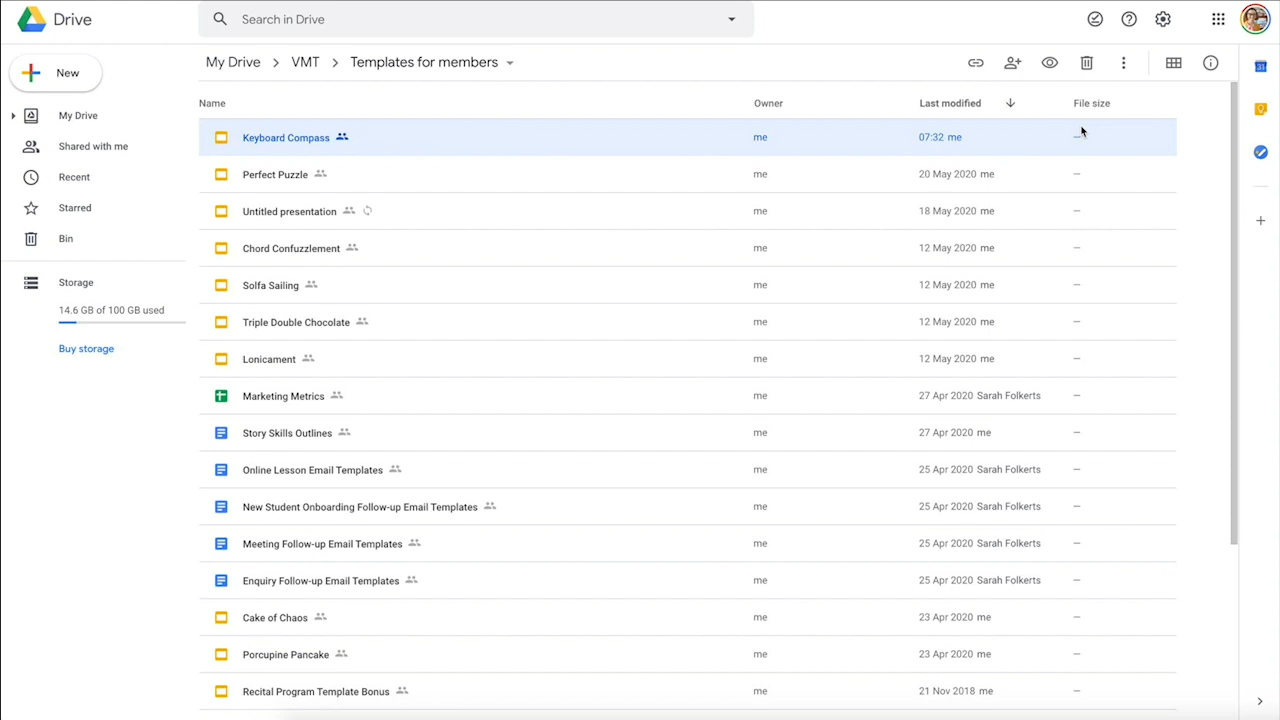 Drive
Search in Drive
New
My Drive
Shared with me
Recent
Starred
Bin
Storage
14.6 GB of 100 GB used
Buy storage
My Drive > VMT > Templates for members
Name Owner Last modified File size
Keyboard Compass me 07:32 me –
Perfect Puzzle me 20 May 2020 me –
Untitled presentation me 18 May 2020 me –
Chord Confuzzlement me 12 May 2020 me –
Solfa Sailing me 12 May 2020 me –
Triple Double Chocolate me 12 May 2020 me –
Lonicament me 12 May 2020 me –
Marketing Metrics me 27 Apr 2020 Sarah Folkerts –
Story Skills Outlines me 27 Apr 2020 me –
Online Lesson Email Templates me 25 Apr 2020 Sarah Folkerts –
New Student Onboarding Follow-up Email Templates me 25 Apr 2020 Sarah Folkerts –
Meeting Follow-up Email Templates me 25 Apr 2020 Sarah Folkerts –
Enquiry Follow-up Email Templates me 25 Apr 2020 Sarah Folkerts –
Cake of Chaos me 23 Apr 2020 me –
Porcupine Pancake me 23 Apr 2020 me –
Recital Program Template Bonus me 21 Nov 2018 me –
31